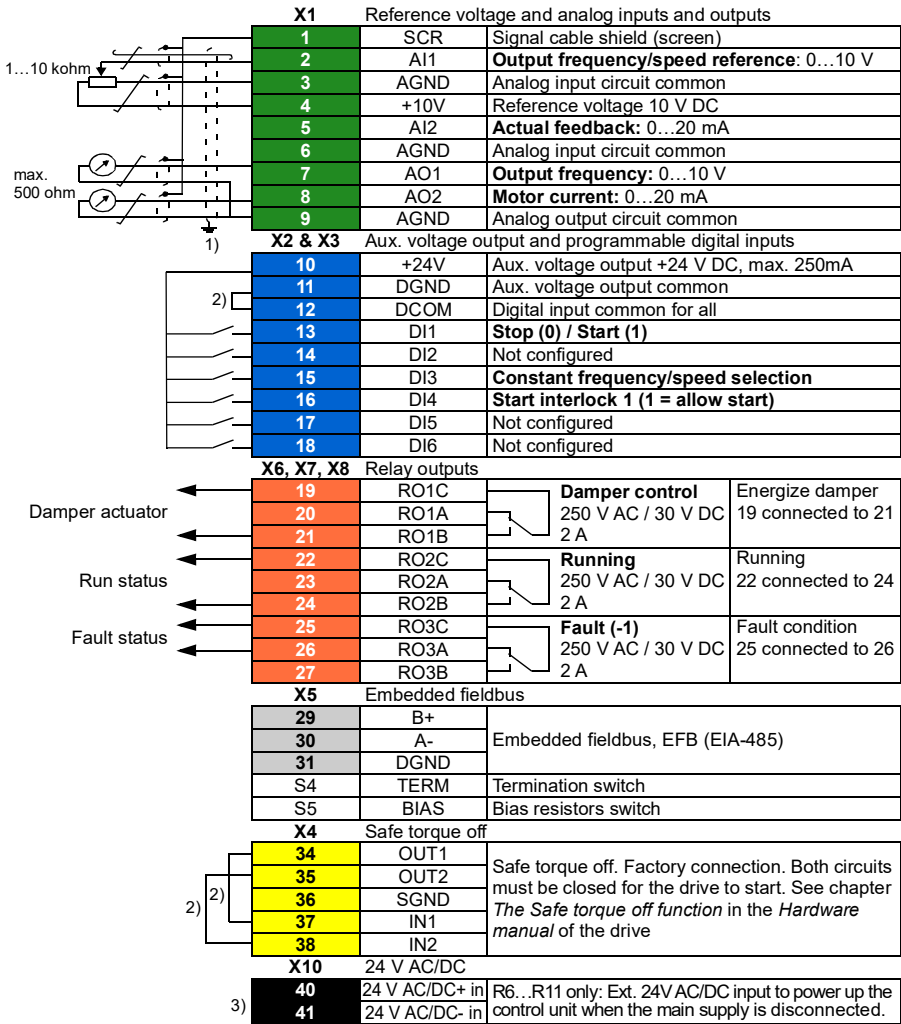 X1 Reference voltage and analog inputs and outputs
1 SCR Signal cable shield (screen)
1…10 kohm
2 AI1 Output frequency/speed reference: 0…10 V
3 AGND Analog input circuit common
4 +10V Reference voltage 10 V DC
5 AI2 Actual feedback: 0…20 mA
6 AGND Analog input circuit common
max.
500 ohm
7 AO1 Output frequency: 0…10 V
8 AO2 Motor current: 0…20 mA
9 AGND Analog output circuit common
1)
X2 & X3 Aux. voltage output and programmable digital inputs
10 +24V Aux. voltage output +24 V DC, max. 250mA
11 DGND Aux. voltage output common
2)
12 DCOM Digital input common for all
13 DI1 Stop (0) / Start (1)
14 DI2 Not configured
15 DI3 Constant frequency/speed selection
16 DI4 Start interlock 1 (1 = allow start)
17 DI5 Not configured
18 DI6 Not configured
X6, X7, X8 Relay outputs
19 RO1C Damper control Energize damper
Damper actuator 20 RO1A 250 V AC / 30 V DC 19 connected to 21
21 RO1B 2 A
22 RO2C Running Running
Run status 23 RO2A 250 V AC / 30 V DC 22 connected to 24
24 RO2B 2 A
25 RO3C Fault (-1) Fault condition
Fault status 26 RO3A 250 V AC / 30 V DC 25 connected to 26
27 RO3B 2 A
X5 Embedded fieldbus
29 B+
30 A- Embedded fieldbus, EFB (EIA-485)
31 DGND
S4 TERM Termination switch
S5 BIAS Bias resistors switch
X4 Safe torque off
34 OUT1
35 OUT2
36 SGND
37 IN1
38 IN2
Safe torque off. Factory connection. Both circuits
must be closed for the drive to start. See chapter
The Safe torque off function in the Hardware
manual of the drive
2) 2)
X10 24 V AC/DC
3)
40 24 V AC/DC+ in R6…R11 only: Ext. 24V AC/DC input to power up the
41 24 V AC/DC- in control unit when the main supply is disconnected.